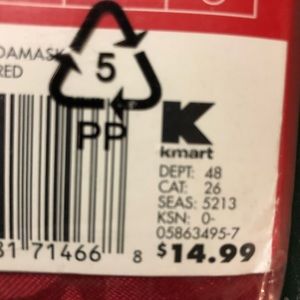 DAMASK
RED
5
PP
K
kmart
DEPT: 48
CAT: 26
SEAS: 5213
KSN: 0-
05863495-7
$14.99
71466 8